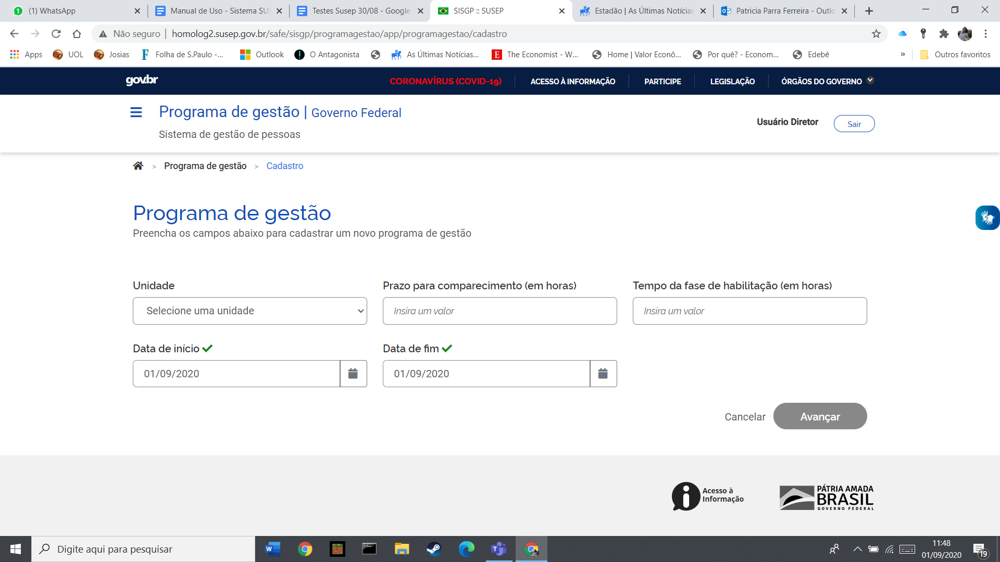 (1) WhatsApp
Manual de Uso - Sistema SUS
Testes Susep 30/08 - Google
SISGP :: SUSEP
Estadão | As Últimas Notícias
Patricia Parra Ferreira - Outlo
Não seguro
homolog2.susep.gov.br/safe/sisgp/programagestao/app/programagestao/cadastro
Apps
UOL
Josias
Folha de S.Paulo -...
Outlook
O Antagonista
As Últimas Notícias...
The Economist - W...
Home | Valor Econô...
Por quê? - Econom...
Edebê
»
Outros favoritos
gov.br
CORONAVÍRUS (COVID-19)
ACESSO À INFORMAÇÃO
PARTICIPE
LEGISLAÇÃO
ÓRGÃOS DO GOVERNO
Programa de gestão | Governo Federal
Sistema de gestão de pessoas
Usuário Diretor
Sair
> Programa de gestão > Cadastro
Programa de gestão
Preencha os campos abaixo para cadastrar um novo programa de gestão
Unidade
Prazo para comparecimento (em horas)
Tempo da fase de habilitação (em horas)
Selecione uma unidade
Insira um valor
Insira um valor
Data de início
Data de fim
01/09/2020
01/09/2020
Cancelar
Avançar
Acesso à
Informação
PÁTRIA AMADA
BRASIL
GOVERNO FEDERAL
Digite aqui para pesquisar
11:48
01/09/2020
19